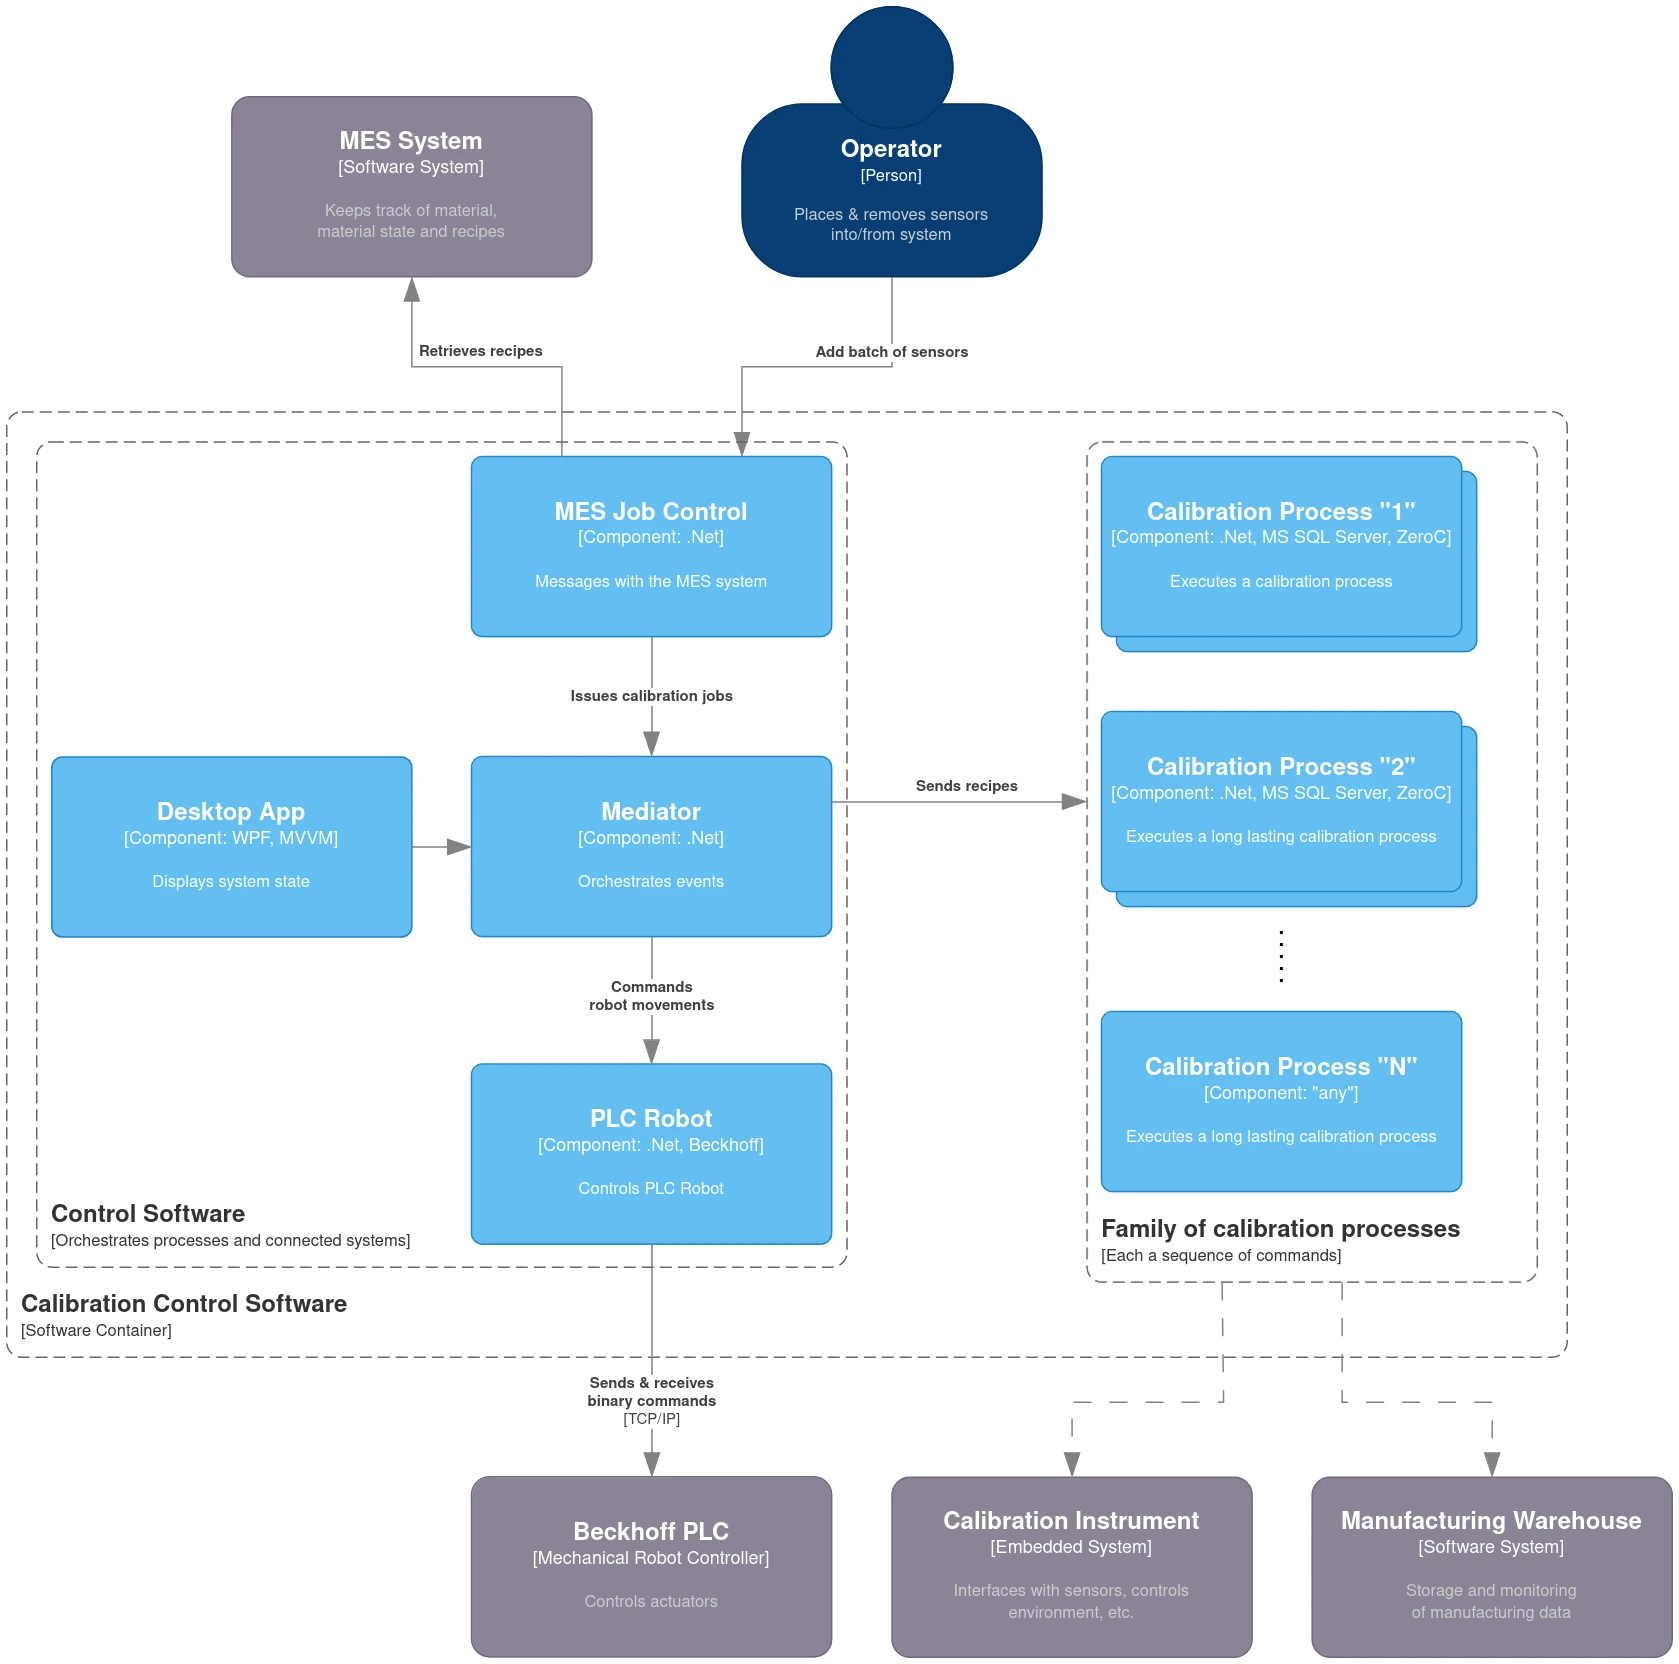 MES System
[Software System]
Keeps track of material,
material state and recipes
Operator
[Person]
Places & removes sensors
into/from system
Retrieves recipes
Add batch of sensors
MES Job Control
[Component: .Net]
Messages with the MES system
Calibration Process "1"
[Component: .Net, MS SQL Server, ZeroC]
Executes a calibration process
Issues calibration jobs
Desktop App
[Component: WPF, MVVM]
Displays system state
Mediator
[Component: .Net]
Orchestrates events
Sends recipes
Calibration Process "2"
[Component: .Net, MS SQL Server, ZeroC]
Executes a long lasting calibration process
Commands
robot movements
PLC Robot
[Component: .Net, Beckhoff]
Controls PLC Robot
Calibration Process "N"
[Component: "any"]
Executes a long lasting calibration process
Control Software
[Orchestrates processes and connected systems]
Family of calibration processes
[Each a sequence of commands]
Calibration Control Software
[Software Container]
Sends & receives
binary commands
[TCP/IP]
Beckhoff PLC
[Mechanical Robot Controller]
Controls actuators
Calibration Instrument
[Embedded System]
Interfaces with sensors, controls
environment, etc.
Manufacturing Warehouse
[Software System]
Storage and monitoring
of manufacturing data